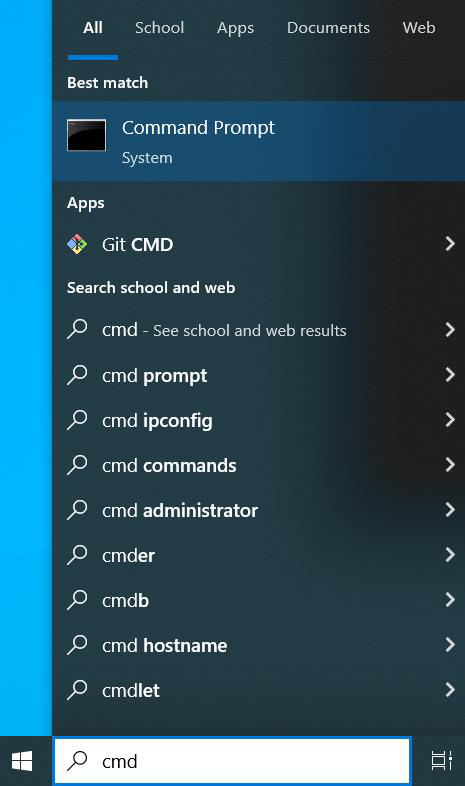 All School Apps Documents Web
Best match
Command Prompt
System
Apps
Git CMD
Search school and web
cmd - See school and web results
cmd prompt
cmd ipconfig
cmd commands
cmd administrator
cmder
cmdb
cmd hostname
cmdlet
cmd